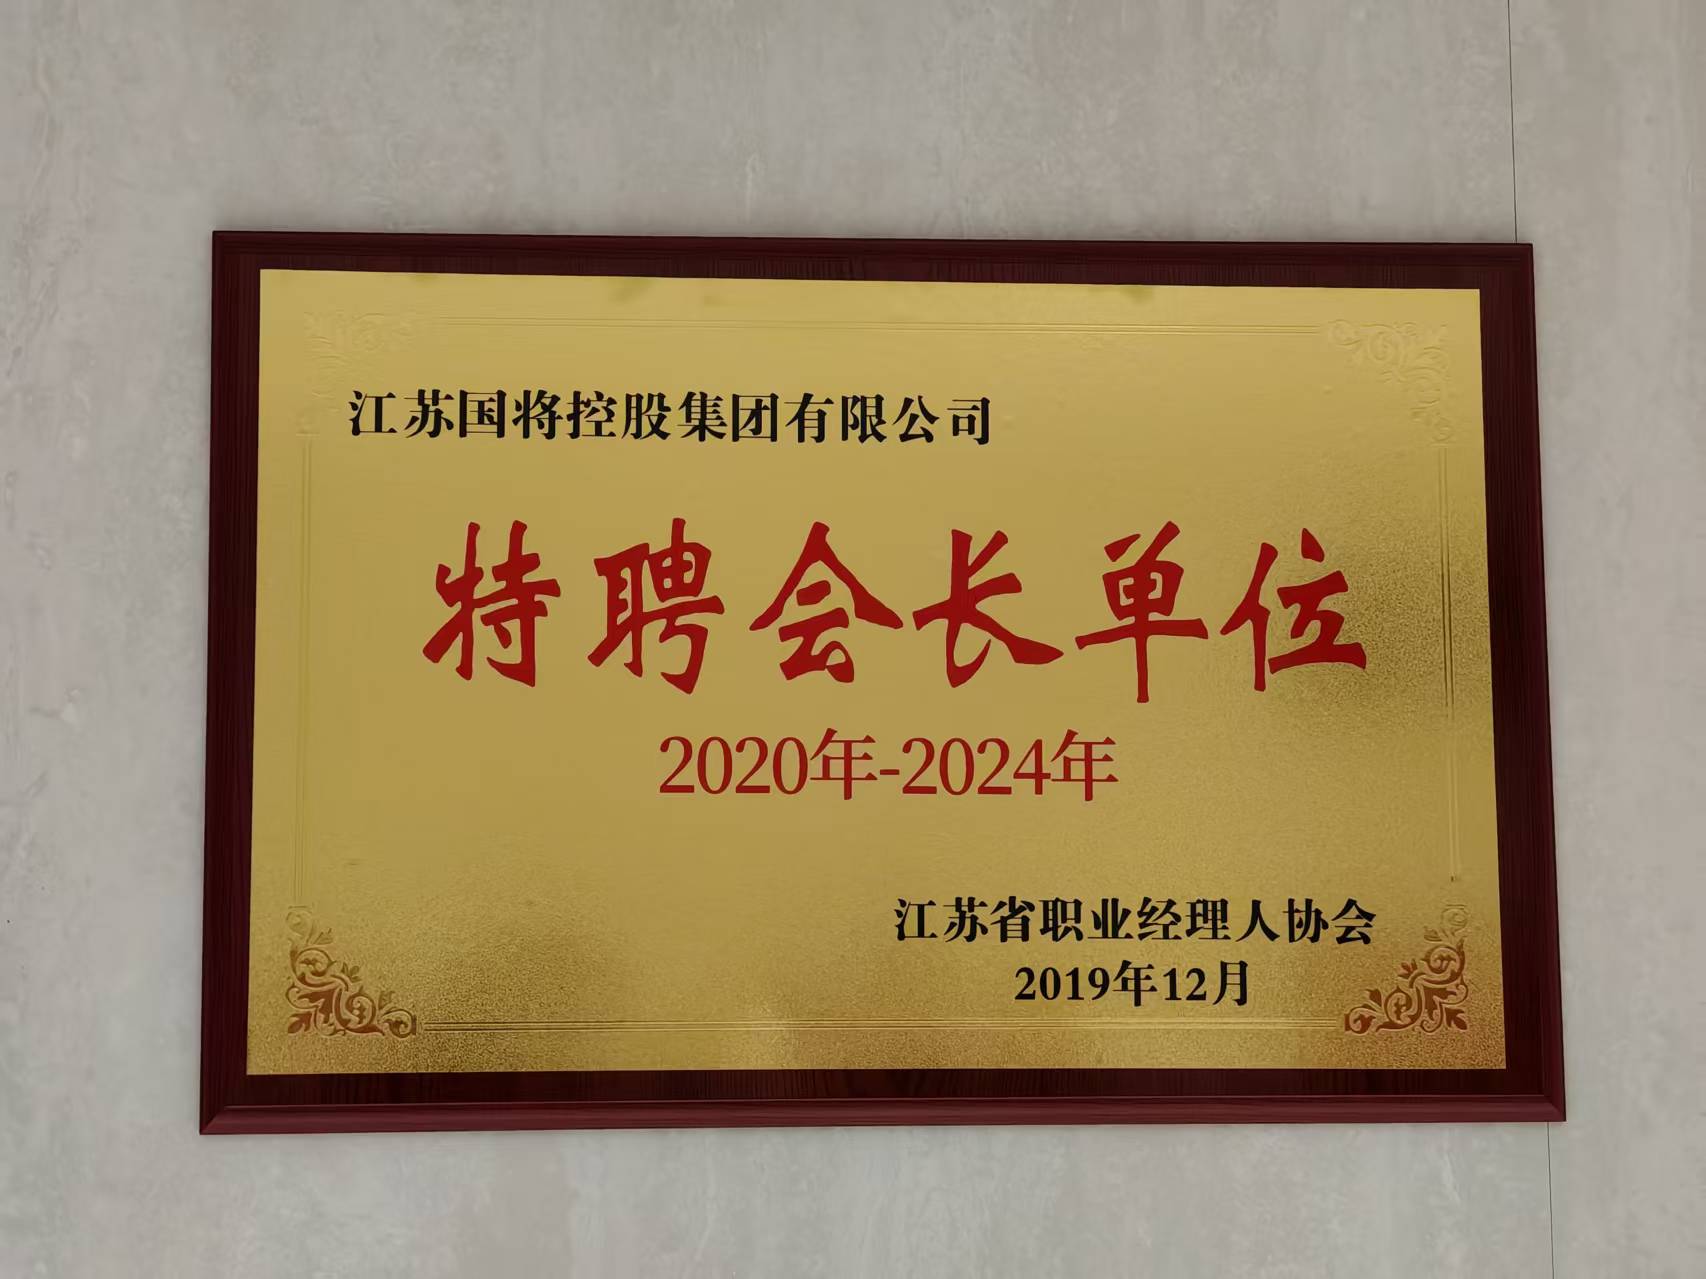 江苏国将控股集团有限公司
特聘会长单位
2020年-2024年
江苏省职业经理人协会
2019年12月